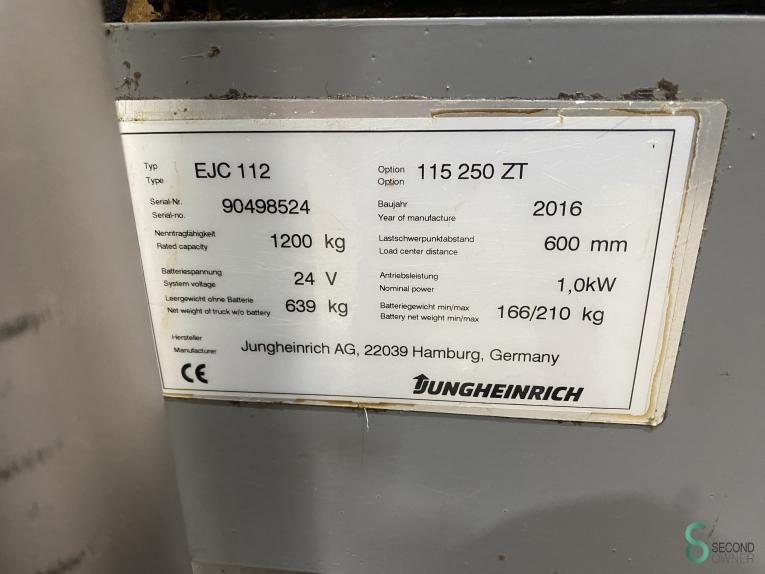 Typ
Type
EJC 112
Option
Option
115 250 ZT
Serial-Nr.
Serial-no.
90498524
Baujahr
Year of manufacture
2016
Nenntragfähigkeit
Rated capacity
1200 kg
Lastschwerpunktabstand
Load center distance
600 mm
Batteriespannung
System voltage
24 V
Antriebsleistung
Nominal power
1,0kW
Leergewicht ohne Batterie
Net weight of truck w/o battery
639 kg
Batteriegewicht min/max
Battery net weight min/max
166/210 kg
Hersteller
Manufacturer
Jungheinrich AG, 22039 Hamburg, Germany
CE
JUNGHEINRICH
SECOND
OWNER